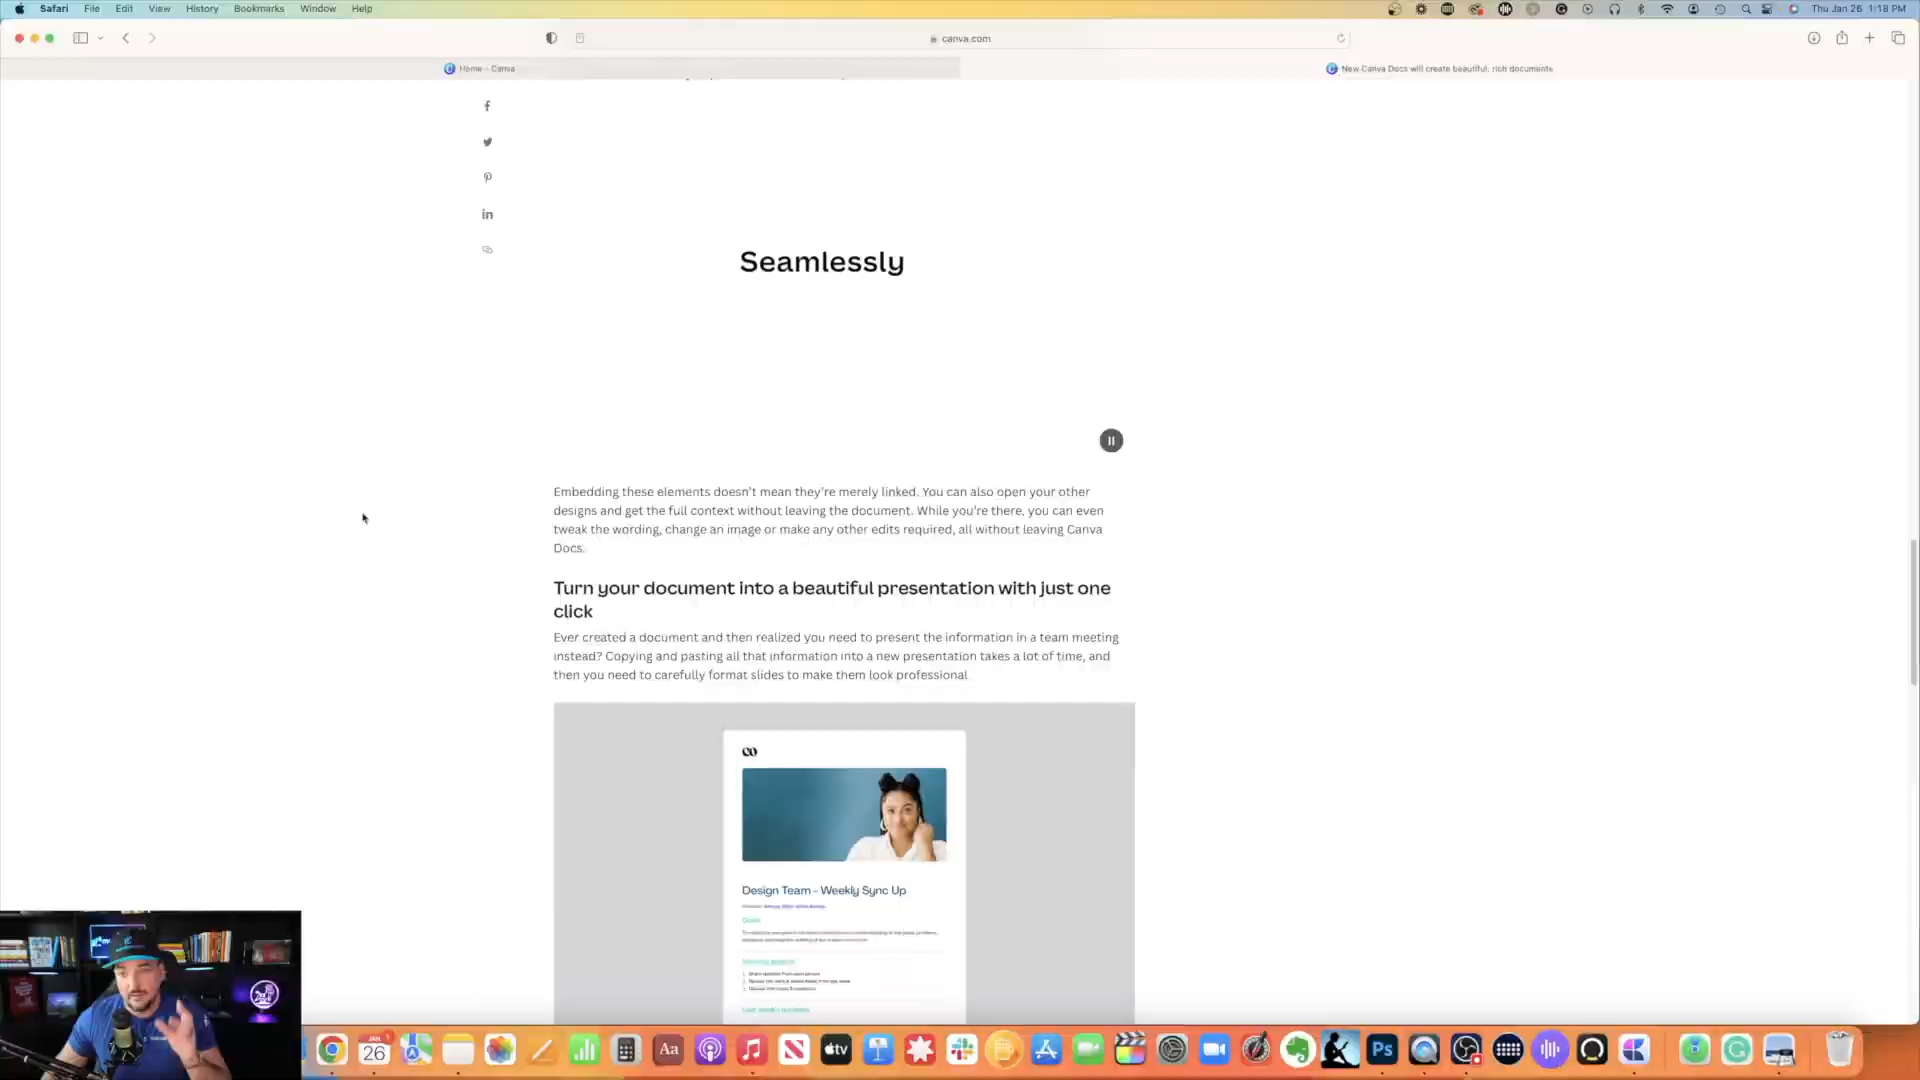 Safari File Edit View History Bookmarks Window Help
Thu Jan 26 1:18 PM
canva.com
Home - Canva
New Canva Docs will create beautiful, rich documents
Seamlessly
Embedding these elements doesn't mean they're merely linked. You can also open your other
designs and get the full context without leaving the document. While you're there, you can even
tweak the wording, change an image or make any other edits required, all without leaving Canva
Docs.
Turn your document into a beautiful presentation with just one
click
Ever created a document and then realized you need to present the information in a team meeting
instead? Copying and pasting all that information into a new presentation takes a lot of time, and
then you need to carefully format slides to make them look professional.
co
Design Team - Weekly Sync Up
Goals
JAN
26
Aa
tv
Ps